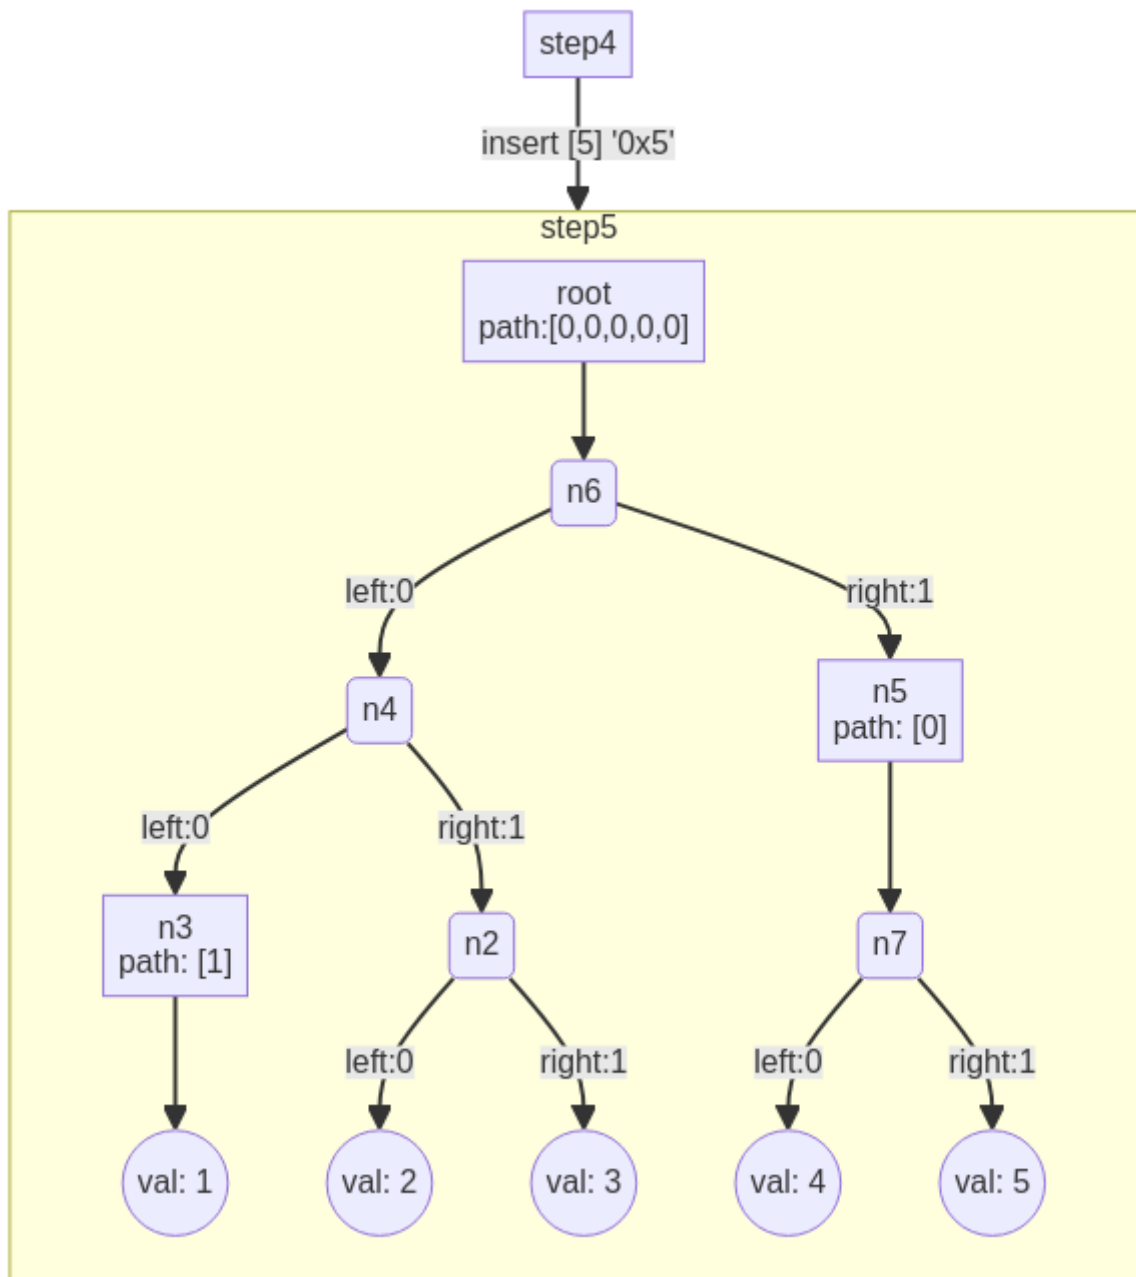 step4
insert [5] '0x5'
step5
root
path:[0,0,0,0,0]
n6
left:0
right:1
n4
n5
path: [0]
left:0
right:1
n3
path: [1]
n2
n7
left:0
right:1
left:0
right:1
val: 1
val: 2
val: 3
val: 4
val: 5